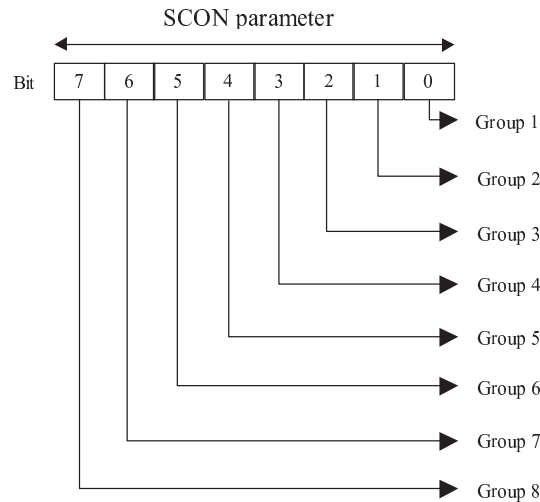 SCON parameter
Bit 7 6 5 4 3 2 1 0
Group 1
Group 2
Group 3
Group 4
Group 5
Group 6
Group 7
Group 8